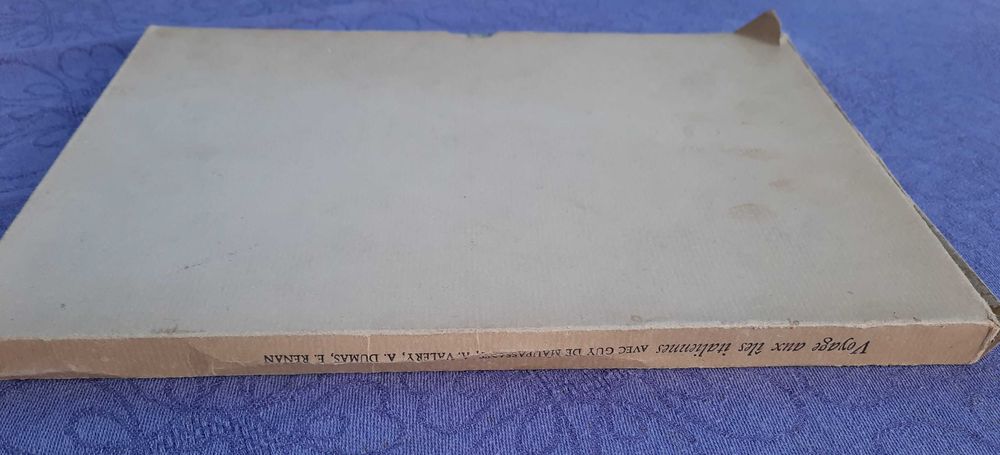 Voyage aux îles italiennes AVEC GUY DE MAUPASSANT, A. VALERY, A. DUMAS, E. RENAN